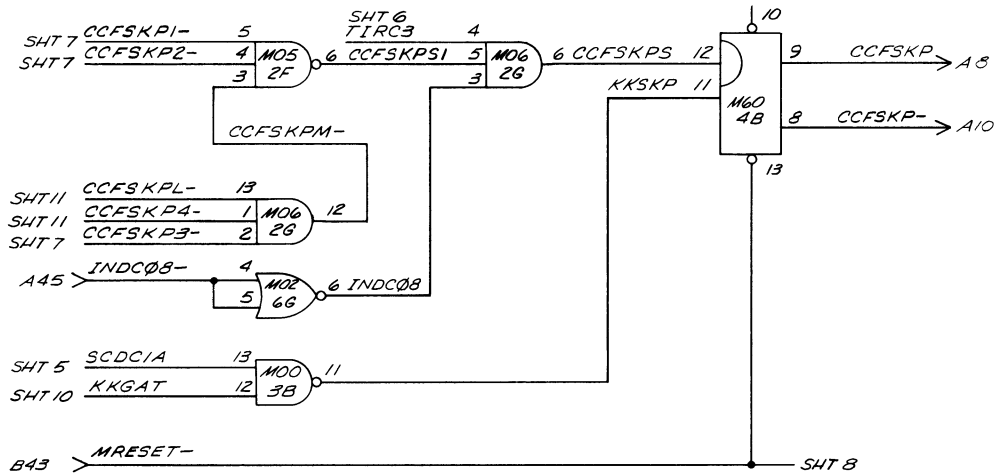 SHT 6
10
SHT 7 CCFSKP1- 5
TIRC3 4
SHT 7 CCFSKP2- 4
M05
2F
6 CCFSKPS1 5
M06
2G
6 CCFSKPS 12
9 CCFSKP A8
3
3
KKSKP 11
M60
4B
8 CCFSKP- A10
CCFSKPM-
13
SHT 11 CCFSKPL- 13
SHT 11 CCFSKP4- 1
M06
2G
12
SHT 7 CCFSKP3- 2
A45 INDCØ8- 4
5
M02
6G
6 INDCØ8
SHT 5 SCDC1A 13
SHT 10 KKGAT 12
M00
3B
11
B43 MRESET-
SHT 8